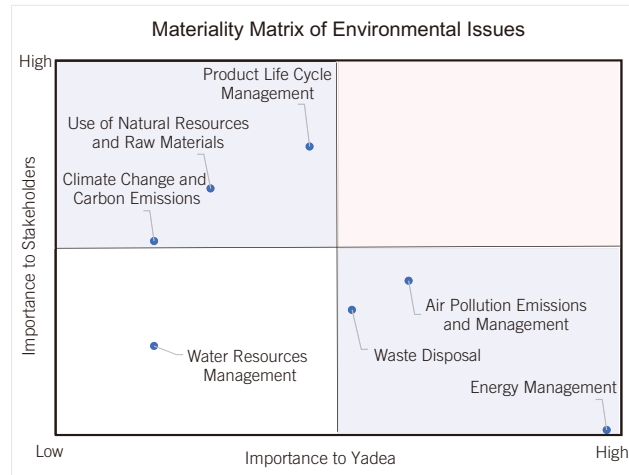 Materiality Matrix of Environmental Issues
High
Product Life Cycle
Management
Use of Natural Resources
and Raw Materials
Climate Change and
Carbon Emissions
Importance to Stakeholders
Air Pollution Emissions
and Management
Water Resources
Management
Waste Disposal
Energy Management
Low
Importance to Yadea
High